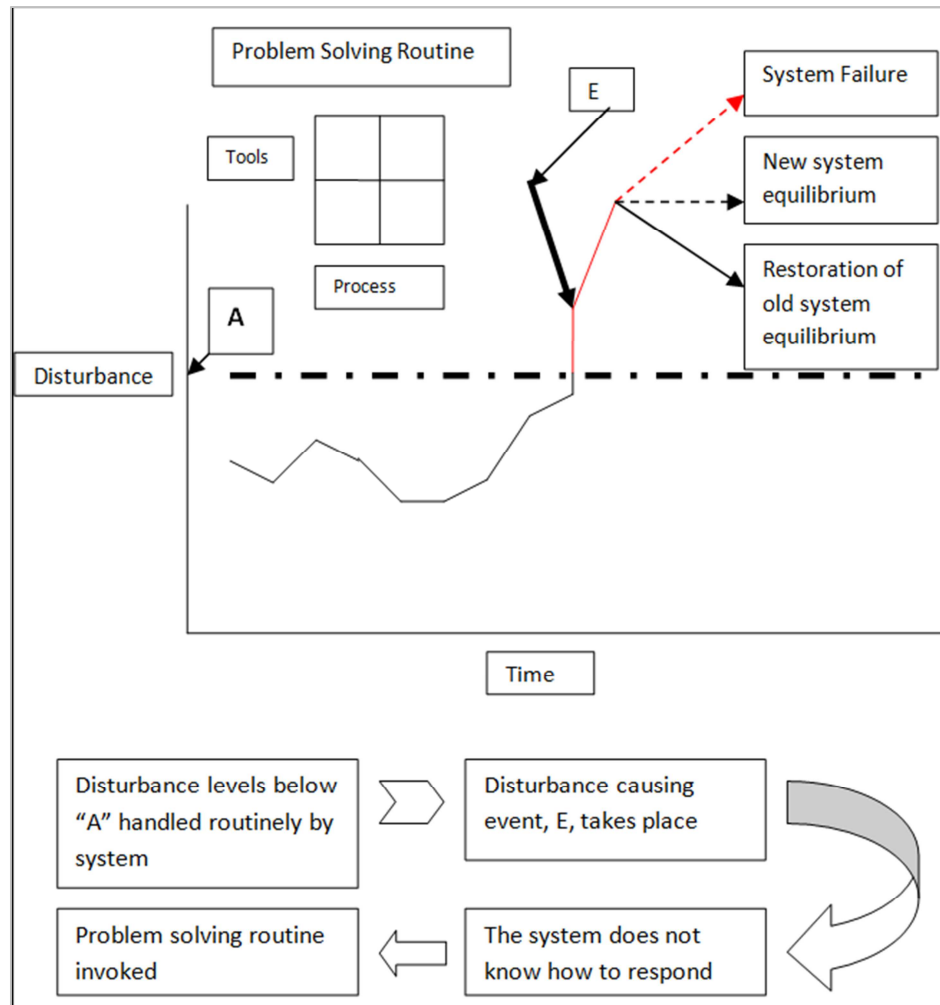 Problem Solving Routine
E
System Failure
Tools
New system
equilibrium
Process
A
Restoration of
old system
equilibrium
Disturbance
Time
Disturbance levels below
“A” handled routinely by
system
Disturbance causing
event, E, takes place
Problem solving routine
invoked
The system does not
know how to respond